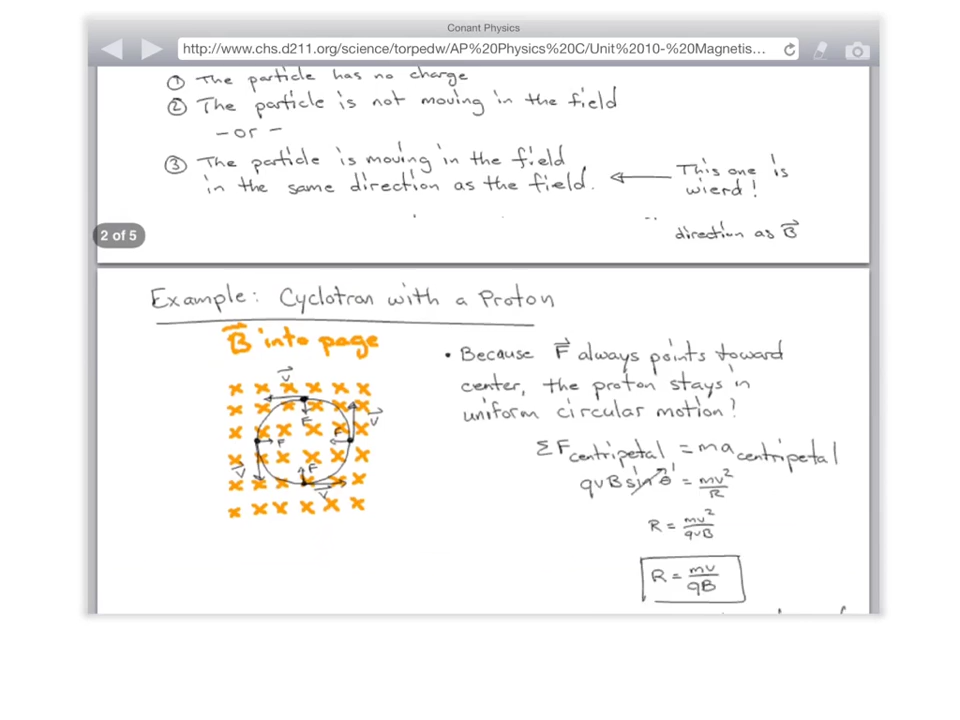 Conant Physics
http://www.chs.d211.org/science/torpedw/AP%20Physics%20C/Unit%2010-%20Magnetis...
① The particle has no charge
② The particle is not moving in the field
- or -
③ The particle is moving in the field
in the same direction as the field.
This one is
wierd!
direction as B
2 of 5
Example: Cyclotron with a Proton
B into page
V
F
V
F
F
V
F
V
• Because F always points toward
center, the proton stays in
uniform circular motion?
ΣFcentripetal = ma centripetal
qvB sin θ = mv²/R
R = mv²/qvB
R = mv/qB